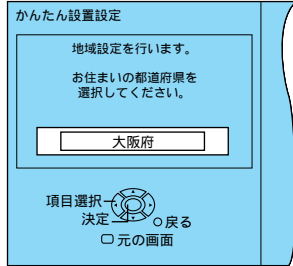 かんたん設置設定
地域設定を行います。
お住まいの都道府県を
選択してください。
大阪府
項目選択
決定
戻る
元の画面